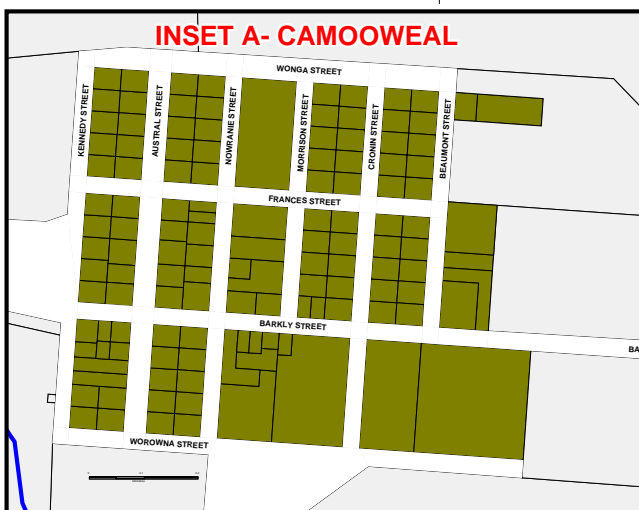 INSET A- CAMOOWEAL
WONGA STREET
KENNEDY STREET
AUSTRAL STREET
NOWRANIE STREET
MORRISON STREET
CRONIN STREET
BEAUMONT STREET
FRANCES STREET
BARKLY STREET
BA
WOROWNA STREET